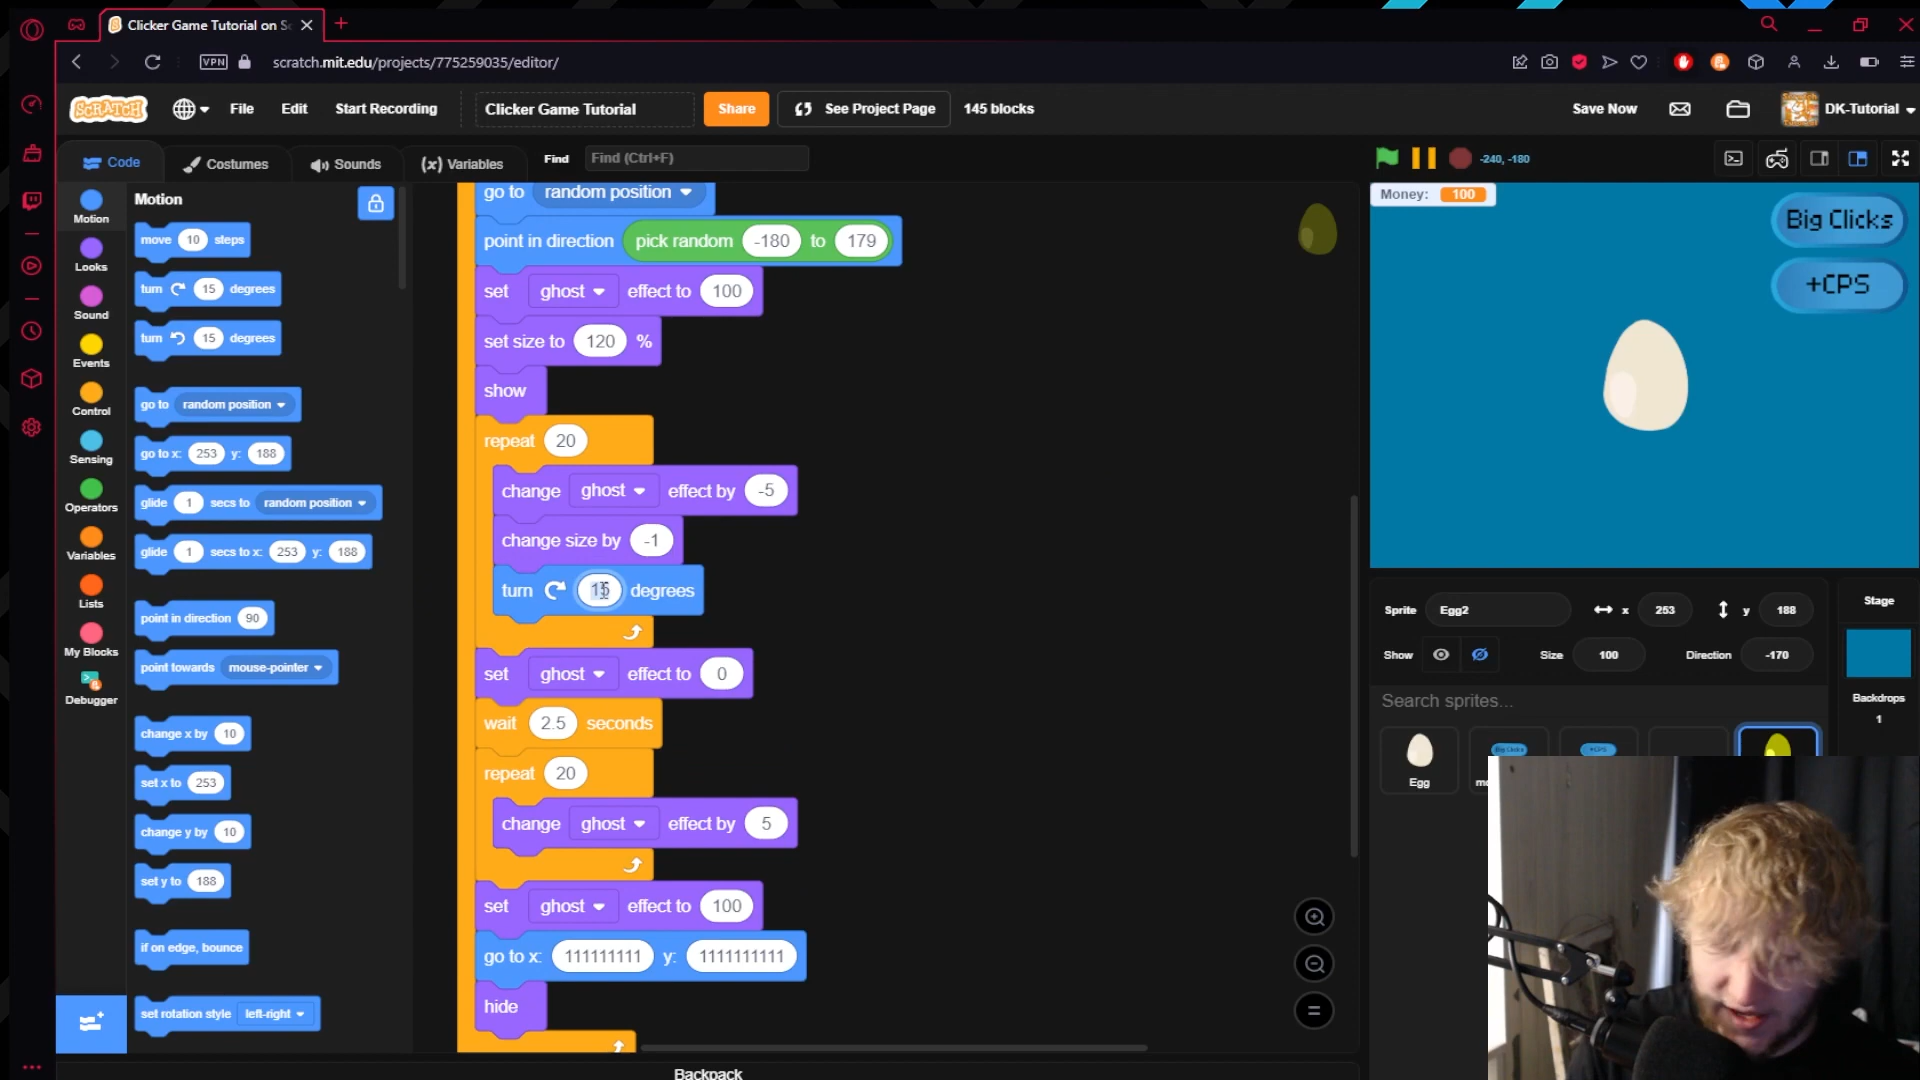 Clicker Game Tutorial on S
VPN
scratch.mit.edu/projects/775259035/editor/
SCRATCH
File
Edit
Start Recording
Clicker Game Tutorial
Share
See Project Page
145 blocks
Save Now
DK-Tutorial
Code
Costumes
Sounds
(x) Variables
Find
Find (Ctrl+F)
-240, -180
Motion
Looks
Sound
Events
Control
Sensing
Operators
Variables
Lists
My Blocks
Debugger
Motion
move 10 steps
turn 15 degrees
turn 15 degrees
go to random position
go to x: 253 y: 188
glide 1 secs to random position
glide 1 secs to x: 253 y: 188
point in direction 90
point towards mouse-pointer
change x by 10
set x to 253
change y by 10
set y to 188
if on edge, bounce
set rotation style left-right
go to random position
point in direction pick random -180 to 179
set ghost effect to 100
set size to 120 %
show
repeat 20
change ghost effect by -5
change size by -1
turn 15 degrees
set ghost effect to 0
wait 2.5 seconds
repeat 20
change ghost effect by 5
set ghost effect to 100
go to x: 111111111 y: 1111111111
hide
Backpack
Money: 100
Big Clicks
+CPS
Sprite Egg2 x 253 y 188
Show Size 100 Direction -170
Search sprites...
Egg
Big Clicks
+CPS
Stage
Backdrops
1